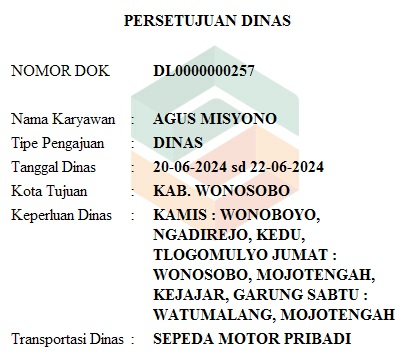 PERSETUJUAN DINAS
NOMOR DOK DL0000000257
Nama Karyawan : AGUS MISYONO
Tipe Pengajuan : DINAS
Tanggal Dinas : 20-06-2024 sd 22-06-2024
Kota Tujuan : KAB. WONOSOBO
Keperluan Dinas : KAMIS : WONOBOYO,
NGADIREJO, KEDU,
TLOGOMULYO JUMAT :
WONOSOBO, MOJOTENGAH,
KEJAJAR, GARUNG SABTU :
WATUMALANG, MOJOTENGAH
Transportasi Dinas : SEPEDA MOTOR PRIBADI